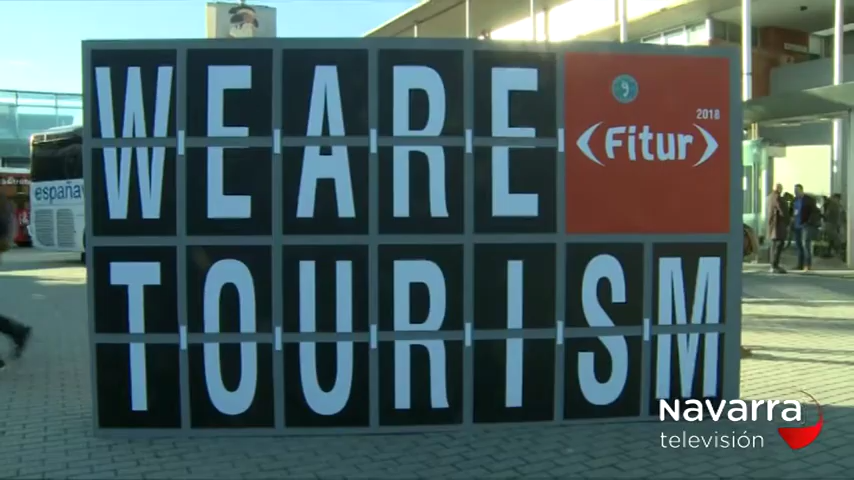 WE ARE
2018
Fitur
TOURISM
españa
Navarra
televisión